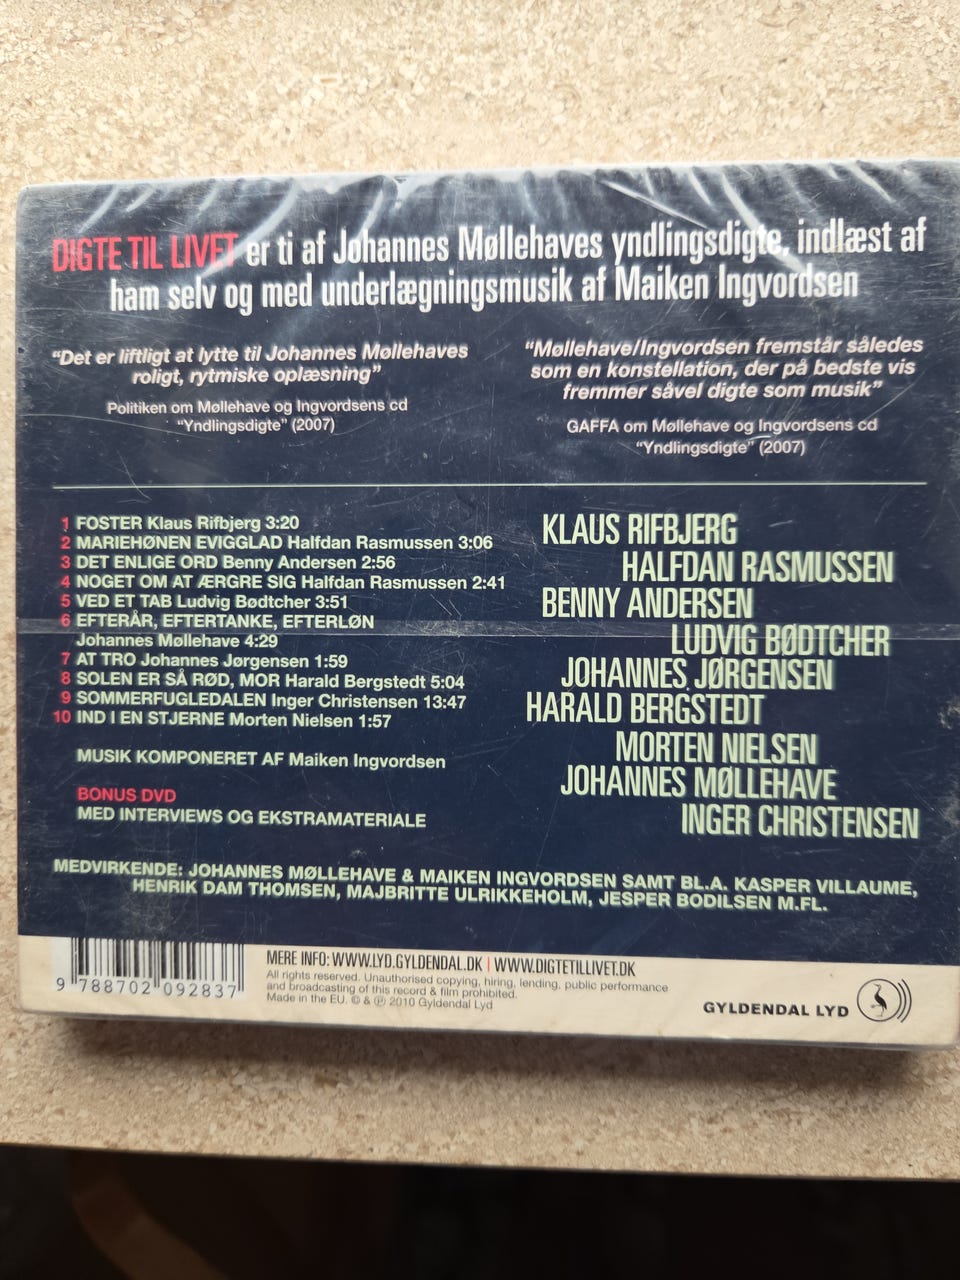 DIGTE TIL LIVET er ti af Johannes Møllehaves yndlingsdigte, indlæst af
ham selv og med underlægningsmusik af Maiken Ingvordsen
“Det er liftligt at lytte til Johannes Møllehaves
roligt, rytmiske oplæsning”
Politiken om Møllehave og Ingvordsens cd
“Yndlingsdigte” (2007)
“Møllehave/Ingvordsen fremstår således
som en konstellation, der på bedste vis
fremmer såvel digte som musik”
GAFFA om Møllehave og Ingvordsens cd
“Yndlingsdigte” (2007)
1 FOSTER Klaus Rifbjerg 3:20
2 MARIEHØNEN EVIGGLAD Halfdan Rasmussen 3:06
3 DET ENLIGE ORD Benny Andersen 2:56
4 NOGET OM AT ÆRGRE SIG Halfdan Rasmussen 2:41
5 VED ET TAB Ludvig Bødtcher 3:51
6 EFTERÅR, EFTERTANKE, EFTERLØN
Johannes Møllehave 4:29
7 AT TRO Johannes Jørgensen 1:59
8 SOLEN ER SÅ RØD, MOR Harald Bergstedt 5:04
9 SOMMERFUGLEDALEN Inger Christensen 13:47
10 IND I EN STJERNE Morten Nielsen 1:57
MUSIK KOMPONERET AF Maiken Ingvordsen
BONUS DVD
MED INTERVIEWS OG EKSTRAMATERIALE
KLAUS RIFBJERG
HALFDAN RASMUSSEN
BENNY ANDERSEN
LUDVIG BØDTCHER
JOHANNES JØRGENSEN
HARALD BERGSTEDT
MORTEN NIELSEN
JOHANNES MØLLEHAVE
INGER CHRISTENSEN
MEDVIRKENDE: JOHANNES MØLLEHAVE & MAIKEN INGVORDSEN SAMT BL.A. KASPER VILLAUME,
HENRIK DAM THOMSEN, MAJBRITTE ULRIKKEHOLM, JESPER BODILSEN M.FL.
9 788702 092837
MERE INFO: WWW.LYD.GYLDENDAL.DK | WWW.DIGTETILLIVET.DK
All rights reserved. Unauthorised copying, hiring, lending, public performance
and broadcasting of this record & film prohibited.
Made in the EU. © & ℗ 2010 Gyldendal Lyd
GYLDENDAL LYD